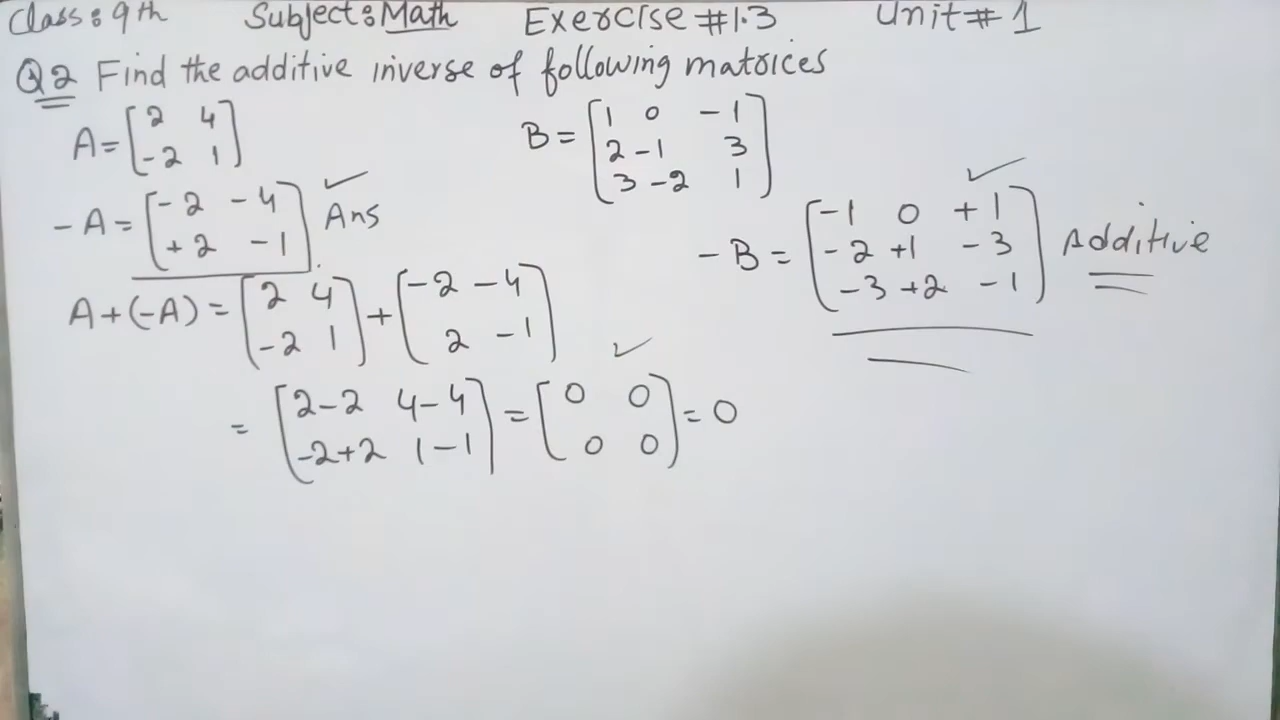 Class: 9th Subject: Math Exercise #1.3 Unit # 1
Q2 Find the additive inverse of following matrices
A = [2 4
-2 1]
B = [1 0 -1
2 -1 3
3 -2 1]
-A = [-2 -4
+2 -1] Ans
-B = [-1 0 +1
-2 +1 -3
-3 +2 -1] Additive
A+(-A) = [2 4
-2 1] + [-2 -4
2 -1]
= [2-2 4-4
-2+2 1-1] = [0 0
0 0] = 0